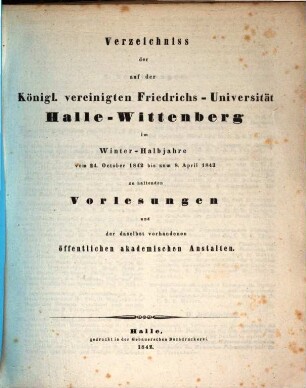 Verzeichniss
der
auf der
Königl. vereinigten Friedrichs-Universität
Halle-Wittenberg
im
Winter-Halbjahre
vom 24. October 1842 bis zum 8. April 1843
zu haltenden
Vorlesungen
und
der daselbst vorhandenen
öffentlichen akademischen Anstalten.
Halle,
gedruckt in der Gebauerschen Buchdruckerei.
1842.